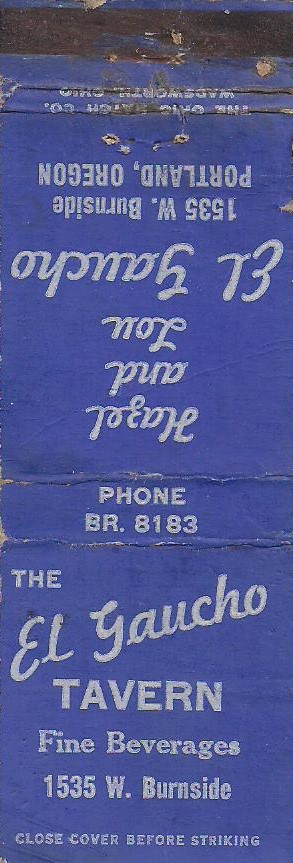 THE OHIO MATCH CO.
WADSWORTH, OHIO
Hazel
and
Lou
El Gaucho
1535 W. Burnside
PORTLAND, OREGON
PHONE
BR. 8183
THE
El Gaucho
TAVERN
Fine Beverages
1535 W. Burnside
CLOSE COVER BEFORE STRIKING